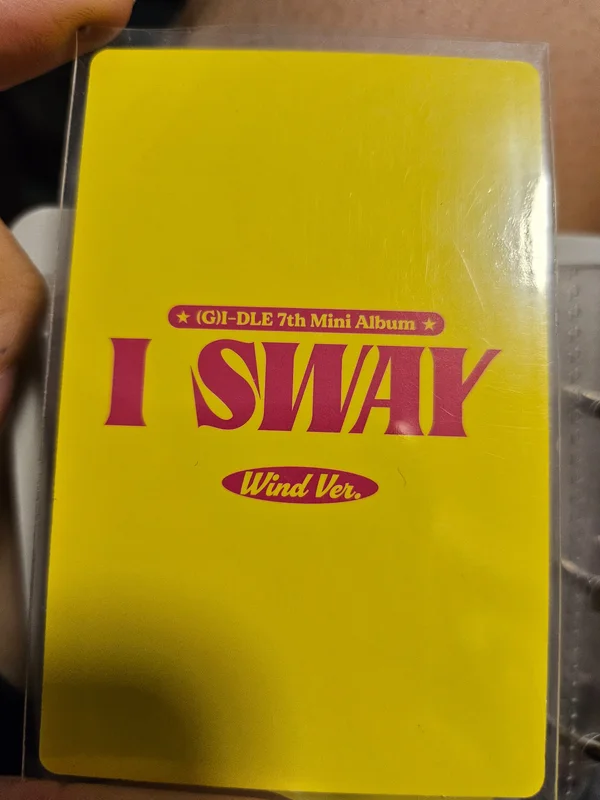 ★ (G)I-DLE 7th Mini Album ★
I SWAY
Wind Ver.